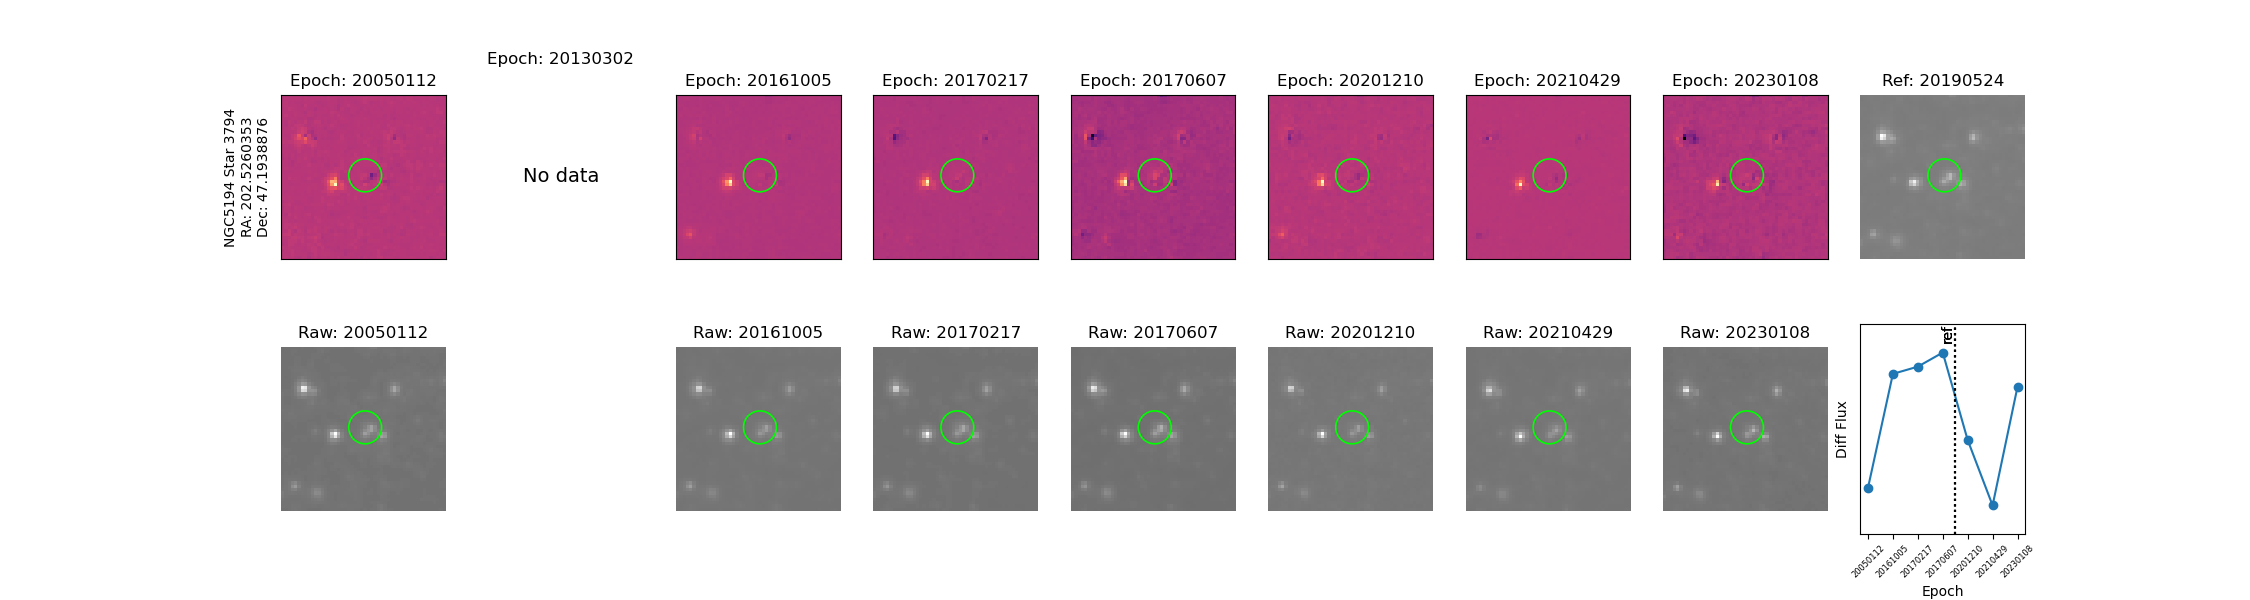 NGC5194 Star 3794
RA: 202.5260353
Dec: 47.1938876
Epoch: 20050112
Epoch: 20130302
No data
Epoch: 20161005
Epoch: 20170217
Epoch: 20170607
Epoch: 20201210
Epoch: 20210429
Epoch: 20230108
Ref: 20190524
Raw: 20050112
Raw: 20161005
Raw: 20170217
Raw: 20170607
Raw: 20201210
Raw: 20210429
Raw: 20230108
ref
Diff Flux
20050112
20161005
20170217
20170607
20201210
20210429
20230108
Epoch